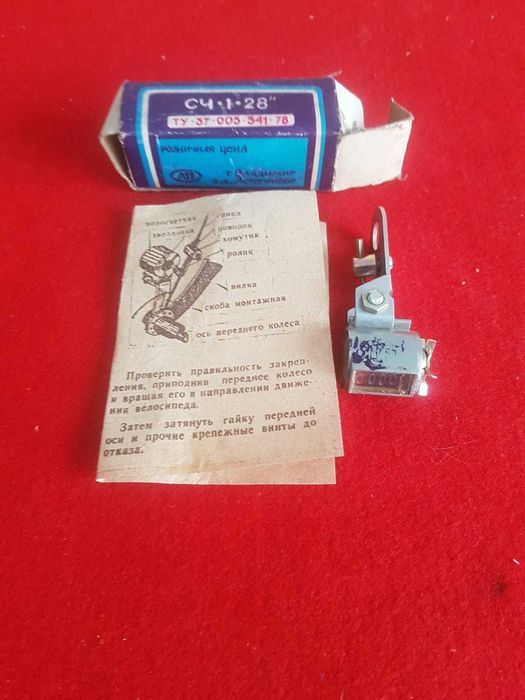 СЧ·1·28"
ТУ·37·003·541·78
РОЗНИЧНАЯ ЦЕНА
Г. ВЛАДИМИР
З-Д „АВТОПРИБОР"
велосчетчик
спица
звездочка
поводок
хомутик
ролик
вилка
скоба монтажная
ось переднего колеса
Проверить правильность закреп-
ления, приподняв переднее колесо
и вращая его в направлении движе-
ния велосипеда.
Затем затянуть гайку передней
оси и прочие крепежные винты до
отказа.